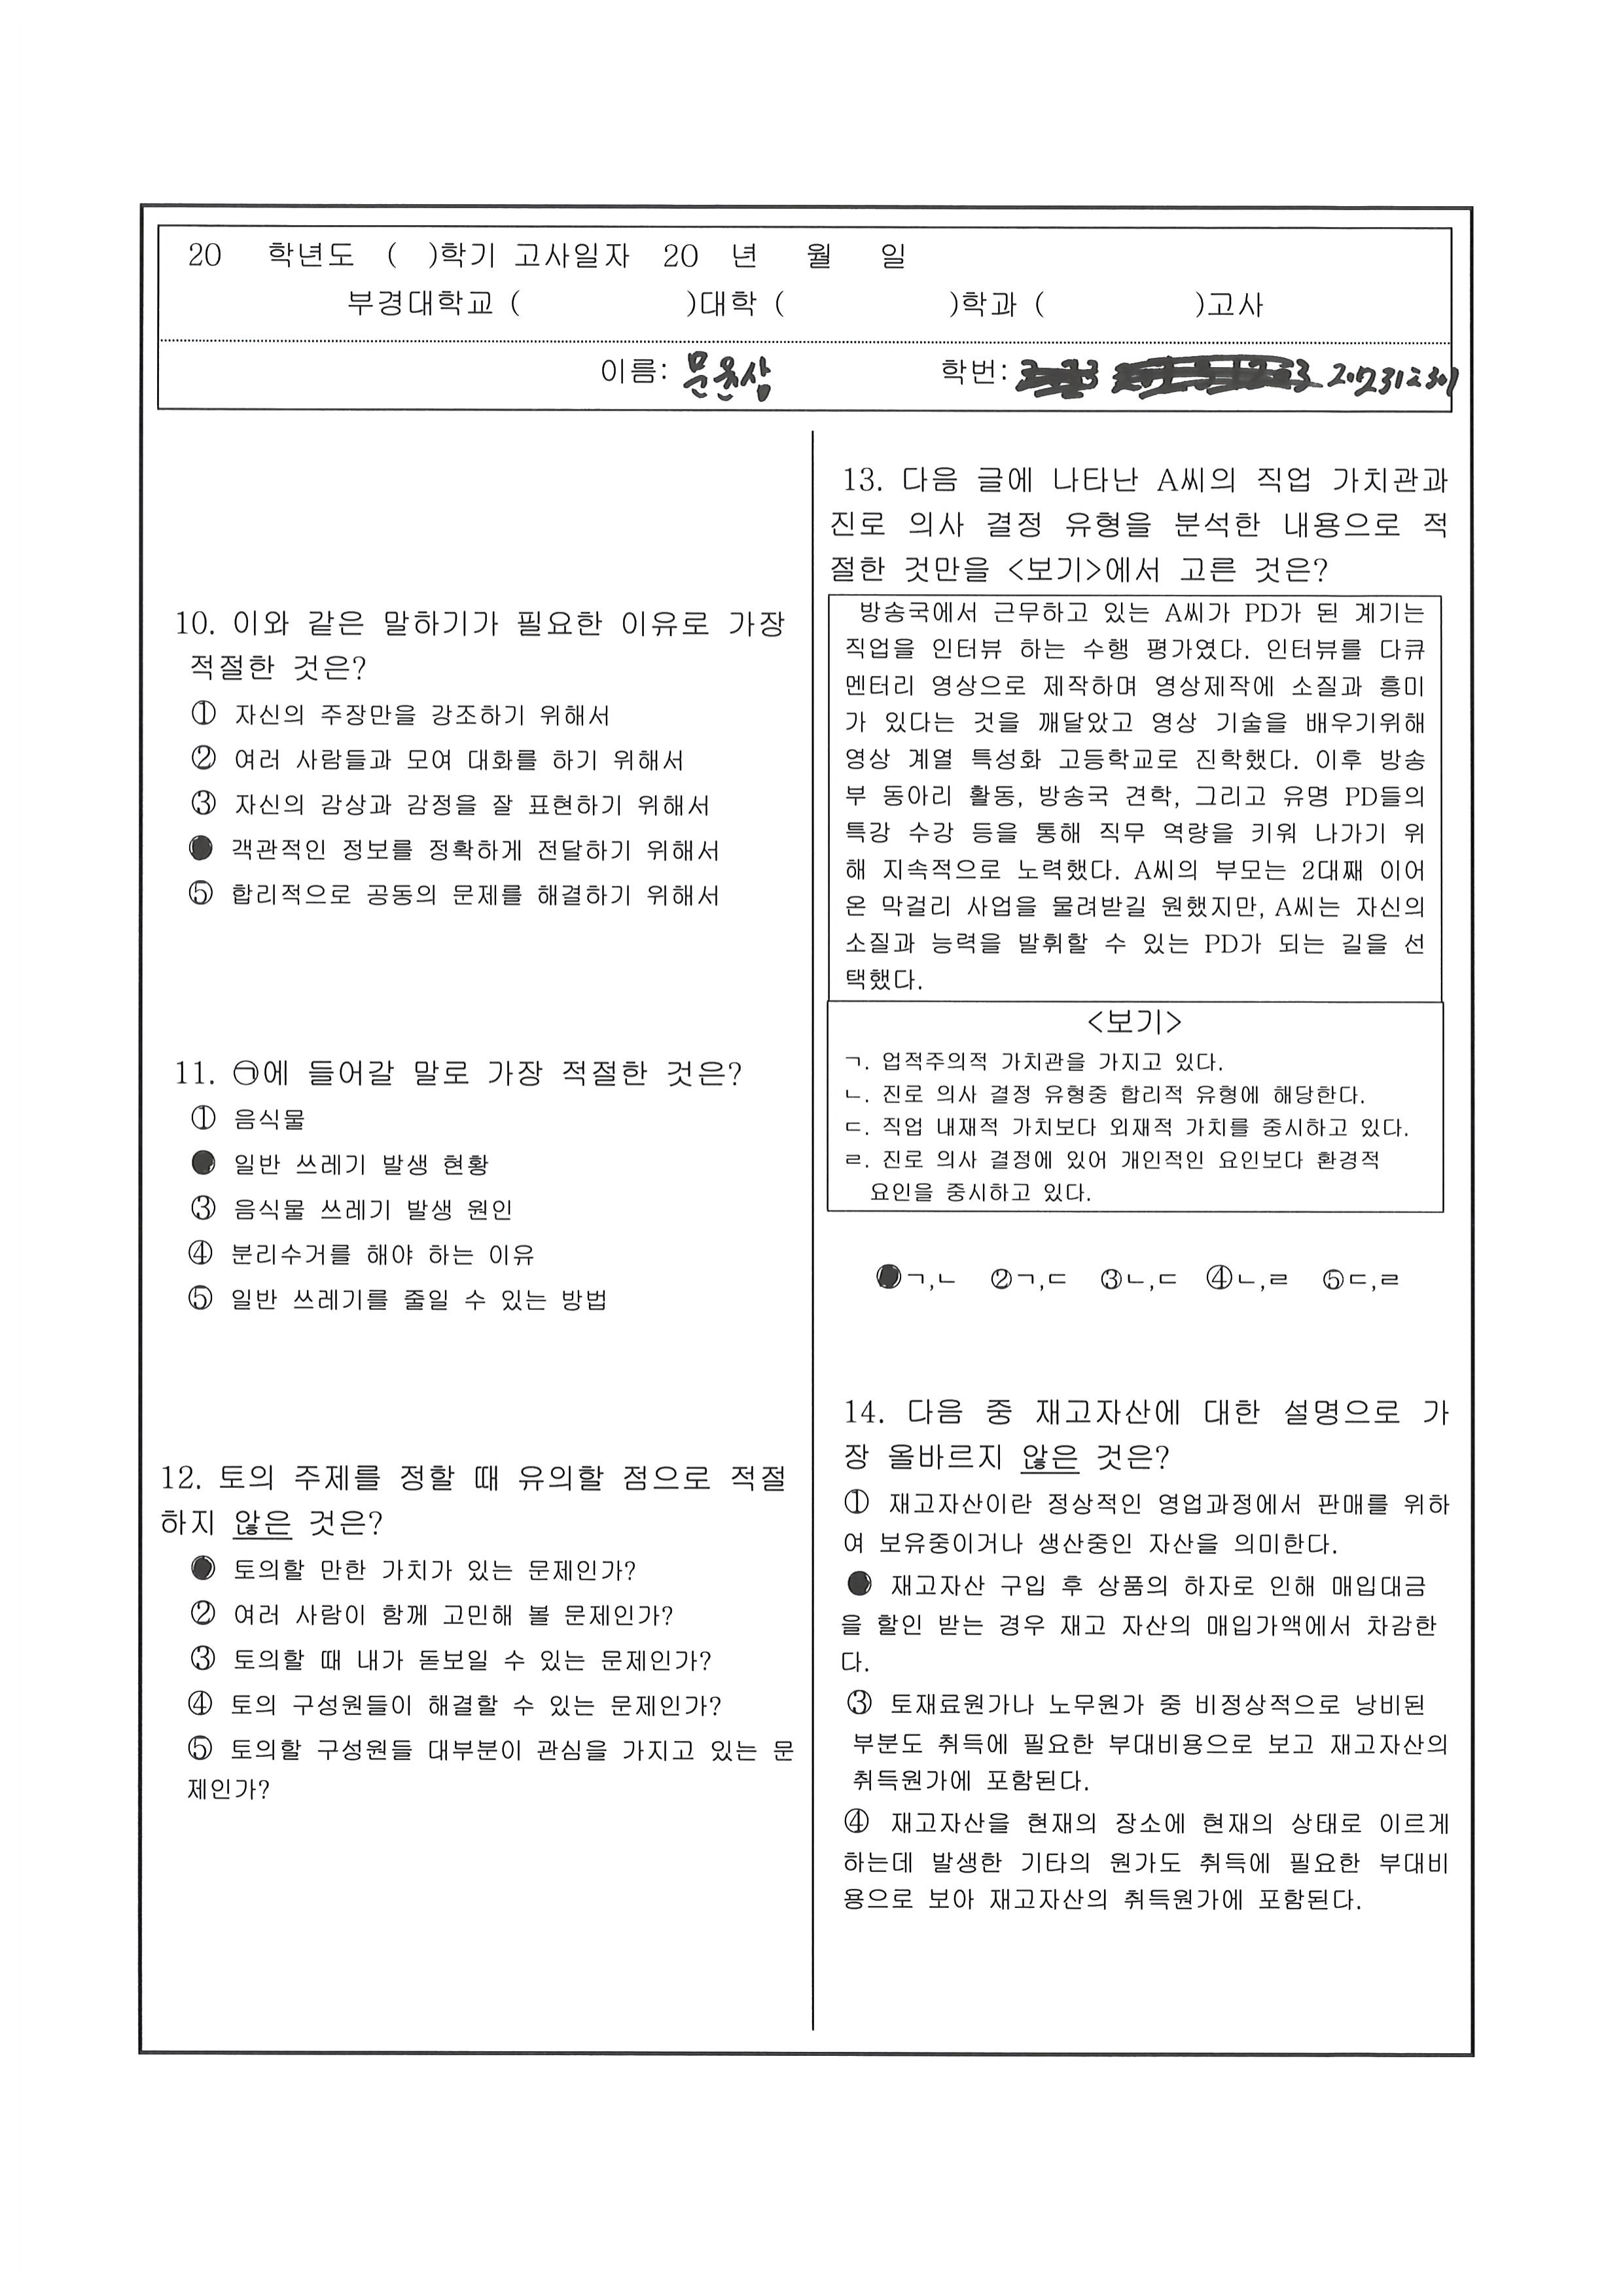 20 학년도 ( )학기 고사일자 20 년 월 일
부경대학교 ( )대학 ( )학과 ( )고사
이름: 문윤삼 학번:
10. 이와 같은 말하기가 필요한 이유로 가장
적절한 것은?
① 자신의 주장만을 강조하기 위해서
② 여러 사람들과 모여 대화를 하기 위해서
③ 자신의 감상과 감정을 잘 표현하기 위해서
● 객관적인 정보를 정확하게 전달하기 위해서
⑤ 합리적으로 공동의 문제를 해결하기 위해서
11. ㉠에 들어갈 말로 가장 적절한 것은?
① 음식물
● 일반 쓰레기 발생 현황
③ 음식물 쓰레기 발생 원인
④ 분리수거를 해야 하는 이유
⑤ 일반 쓰레기를 줄일 수 있는 방법
12. 토의 주제를 정할 때 유의할 점으로 적절
하지 않은 것은?
● 토의할 만한 가치가 있는 문제인가?
② 여러 사람이 함께 고민해 볼 문제인가?
③ 토의할 때 내가 돋보일 수 있는 문제인가?
④ 토의 구성원들이 해결할 수 있는 문제인가?
⑤ 토의할 구성원들 대부분이 관심을 가지고 있는 문
제인가?
13. 다음 글에 나타난 A씨의 직업 가치관과
진로 의사 결정 유형을 분석한 내용으로 적
절한 것만을 <보기>에서 고른 것은?
방송국에서 근무하고 있는 A씨가 PD가 된 계기는
직업을 인터뷰 하는 수행 평가였다. 인터뷰를 다큐
멘터리 영상으로 제작하며 영상제작에 소질과 흥미
가 있다는 것을 깨달았고 영상 기술을 배우기위해
영상 계열 특성화 고등학교로 진학했다. 이후 방송
부 동아리 활동, 방송국 견학, 그리고 유명 PD들의
특강 수강 등을 통해 직무 역량을 키워 나가기 위
해 지속적으로 노력했다. A씨의 부모는 2대째 이어
온 막걸리 사업을 물려받길 원했지만, A씨는 자신의
소질과 능력을 발휘할 수 있는 PD가 되는 길을 선
택했다.
<보기>
ㄱ. 업적주의적 가치관을 가지고 있다.
ㄴ. 진로 의사 결정 유형중 합리적 유형에 해당한다.
ㄷ. 직업 내재적 가치보다 외재적 가치를 중시하고 있다.
ㄹ. 진로 의사 결정에 있어 개인적인 요인보다 환경적
요인을 중시하고 있다.
●ㄱ,ㄴ ②ㄱ,ㄷ ③ㄴ,ㄷ ④ㄴ,ㄹ ⑤ㄷ,ㄹ
14. 다음 중 재고자산에 대한 설명으로 가
장 올바르지 않은 것은?
① 재고자산이란 정상적인 영업과정에서 판매를 위하
여 보유중이거나 생산중인 자산을 의미한다.
● 재고자산 구입 후 상품의 하자로 인해 매입대금
을 할인 받는 경우 재고 자산의 매입가액에서 차감한
다.
③ 토재료원가나 노무원가 중 비정상적으로 낭비된
부분도 취득에 필요한 부대비용으로 보고 재고자산의
취득원가에 포함된다.
④ 재고자산을 현재의 장소에 현재의 상태로 이르게
하는데 발생한 기타의 원가도 취득에 필요한 부대비
용으로 보아 재고자산의 취득원가에 포함된다.